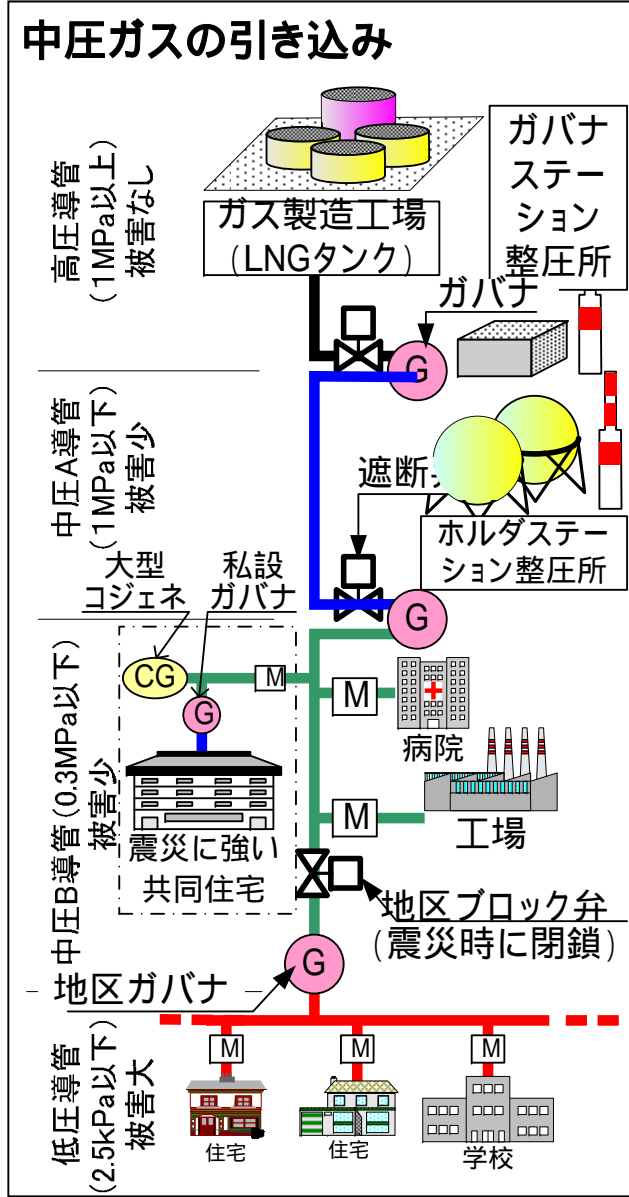 中圧ガスの引き込み
ガバナ
ステー
ション
整圧所
高圧導管
(1MPa以上)
被害なし
ガス製造工場
(LNGタンク)
ガバナ
G
中圧A導管
(1MPa以下)
被害少
遮断
ホルダステー
ション整圧所
大型
コジェネ
私設
ガバナ
G
中圧B導管(0.3MPa以下)
被害少
CG
M
G
M
病院
震災に強い
共同住宅
M
工場
地区ブロック弁
(震災時に閉鎖)
G
地区ガバナ
低圧導管
(2.5kPa以下)
被害大
M
M
M
住宅
住宅
学校